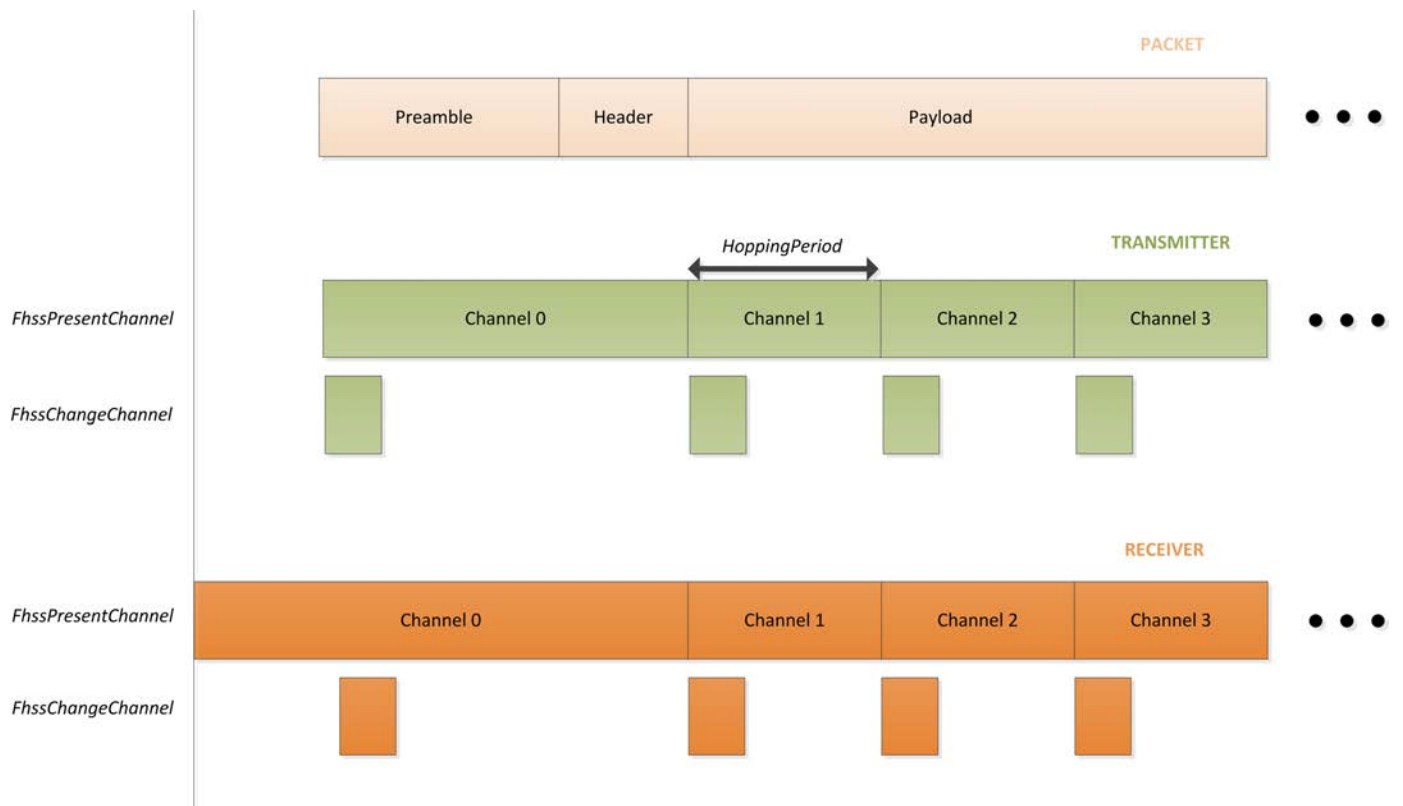 PACKET
Preamble Header Payload
HoppingPeriod
TRANSMITTER
FhssPresentChannel Channel 0 Channel 1 Channel 2 Channel 3
FhssChangeChannel
RECEIVER
FhssPresentChannel Channel 0 Channel 1 Channel 2 Channel 3
FhssChangeChannel